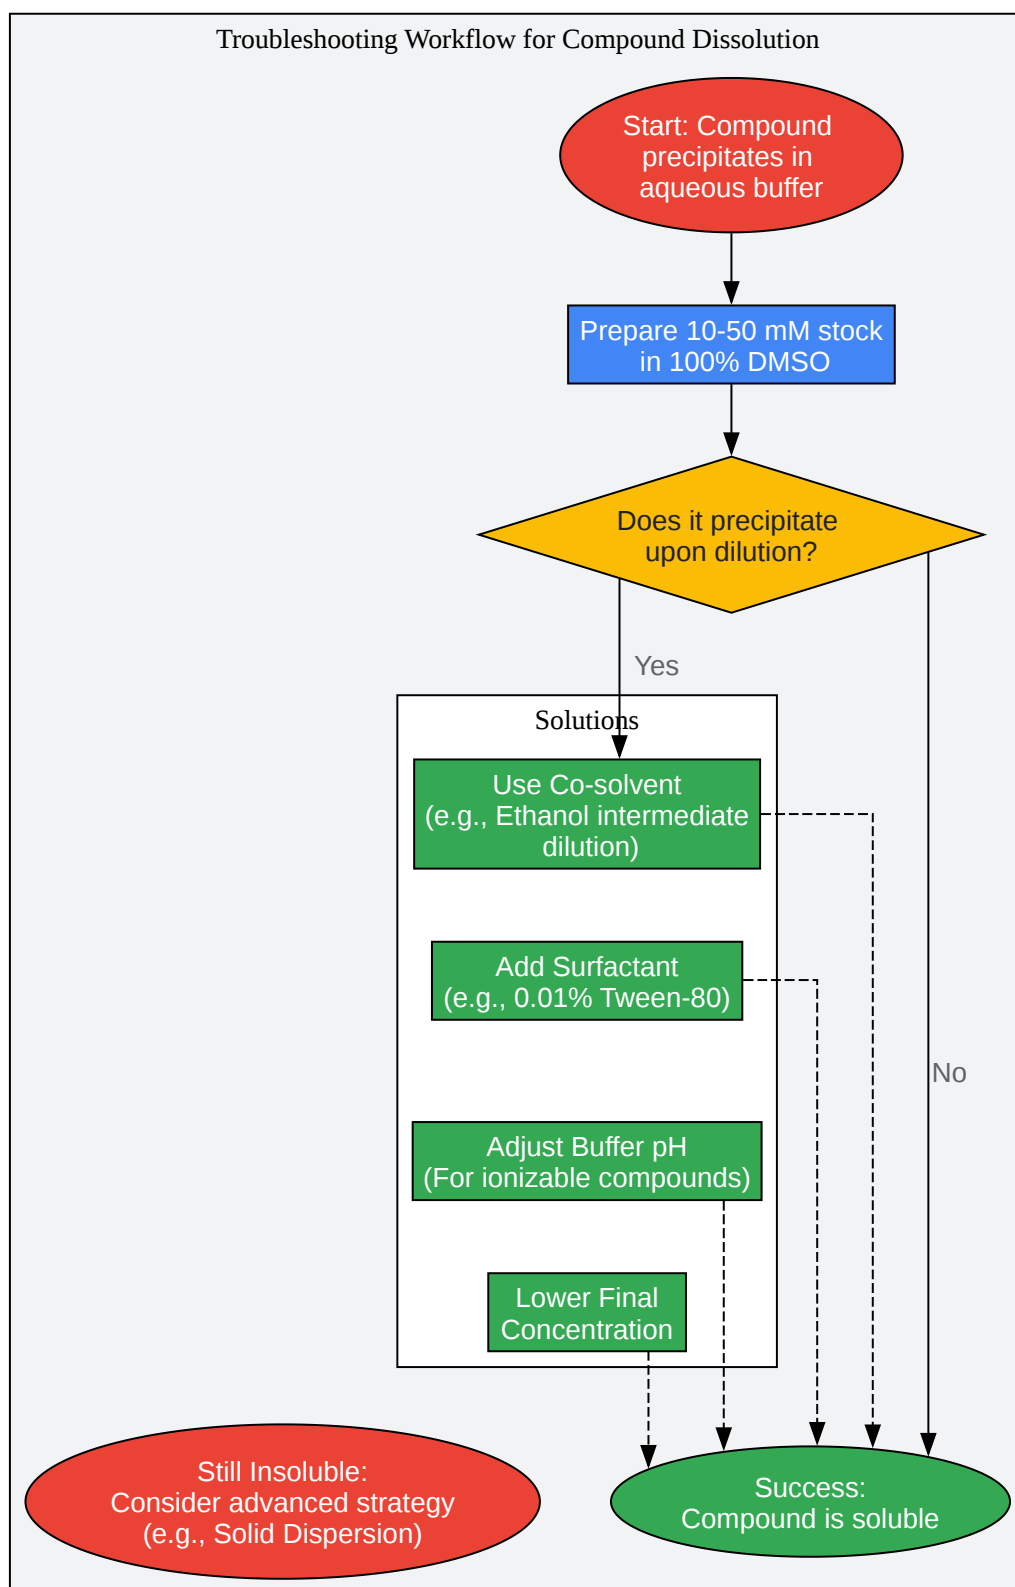 Troubleshooting Workflow for Compound Dissolution
Start: Compound
precipitates in
aqueous buffer
Prepare 10-50 mM stock
in 100% DMSO
Does it precipitate
upon dilution?
Yes
Solutions
Use Co-solvent
(e.g., Ethanol intermediate
dilution)
Add Surfactant
(e.g., 0.01% Tween-80)
No
Adjust Buffer pH
(For ionizable compounds)
Lower Final
Concentration
Still Insoluble:
Consider advanced strategy
(e.g., Solid Dispersion)
Success:
Compound is soluble